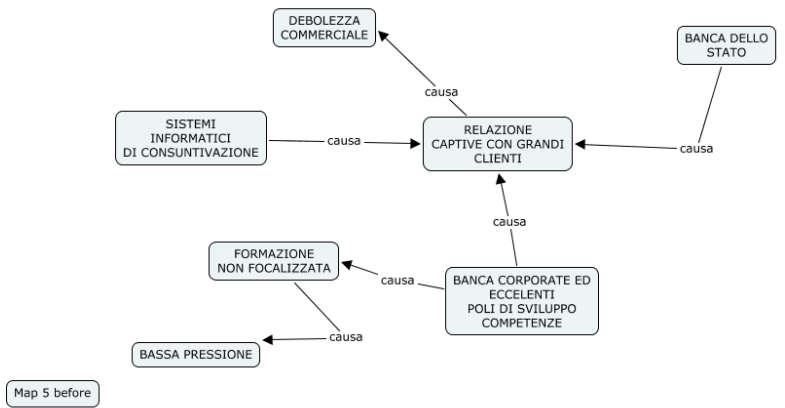 DEBOLEZZA
COMMERCIALE
BANCA DELLO
STATO
causa
SISTEMI
INFORMATICI
DI CONSUNTIVAZIONE
causa
RELAZIONE
CAPTIVE CON GRANDI
CLIENTI
causa
causa
FORMAZIONE
NON FOCALIZZATA
causa
BANCA CORPORATE ED
ECCELENTI
POLI DI SVILUPPO
COMPETENZE
causa
BASSA PRESSIONE
Map 5 before